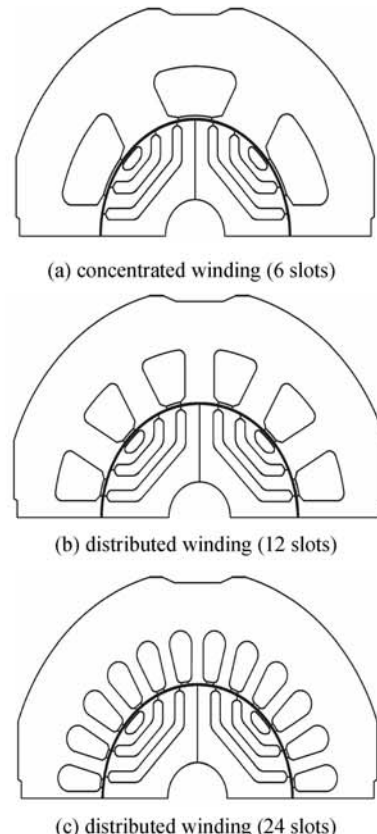 (a) concentrated winding (6 slots)
(b) distributed winding (12 slots)
(c) distributed winding (24 slots)